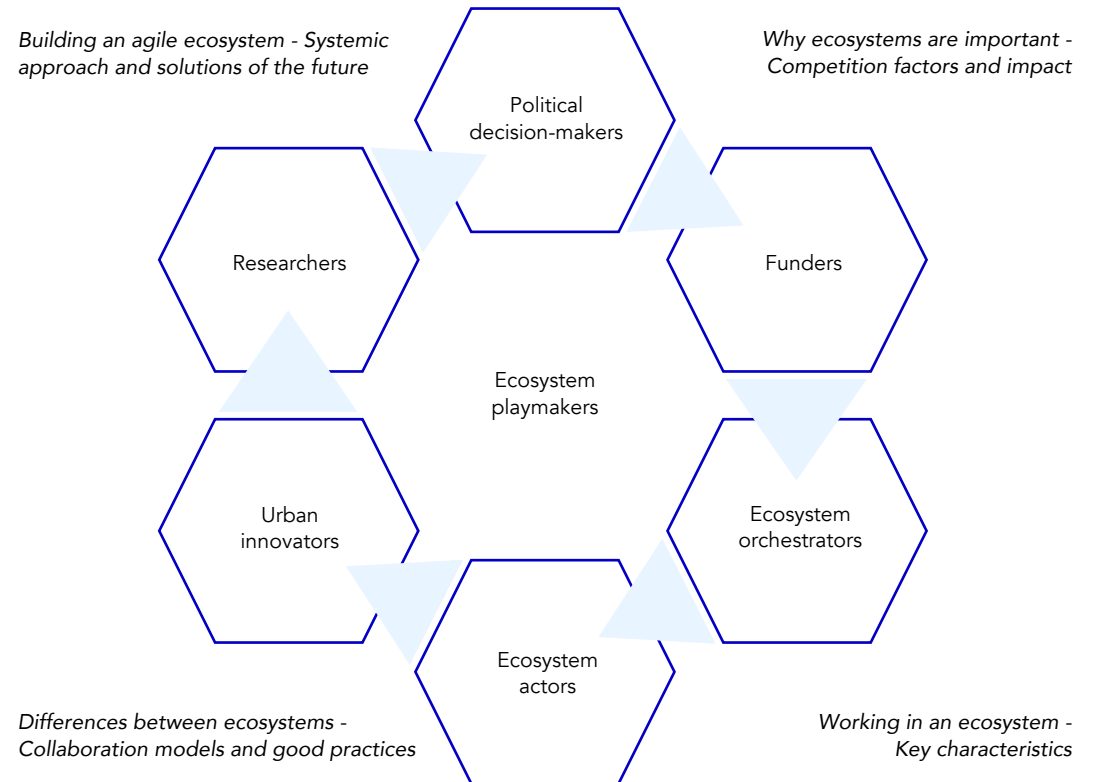 Building an agile ecosystem - Systemic
approach and solutions of the future
Why ecosystems are important -
Competition factors and impact
Political
decision-makers
Researchers
Funders
Ecosystem
playmakers
Urban
innovators
Ecosystem
orchestrators
Ecosystem
actors
Differences between ecosystems -
Collaboration models and good practices
Working in an ecosystem -
Key characteristics